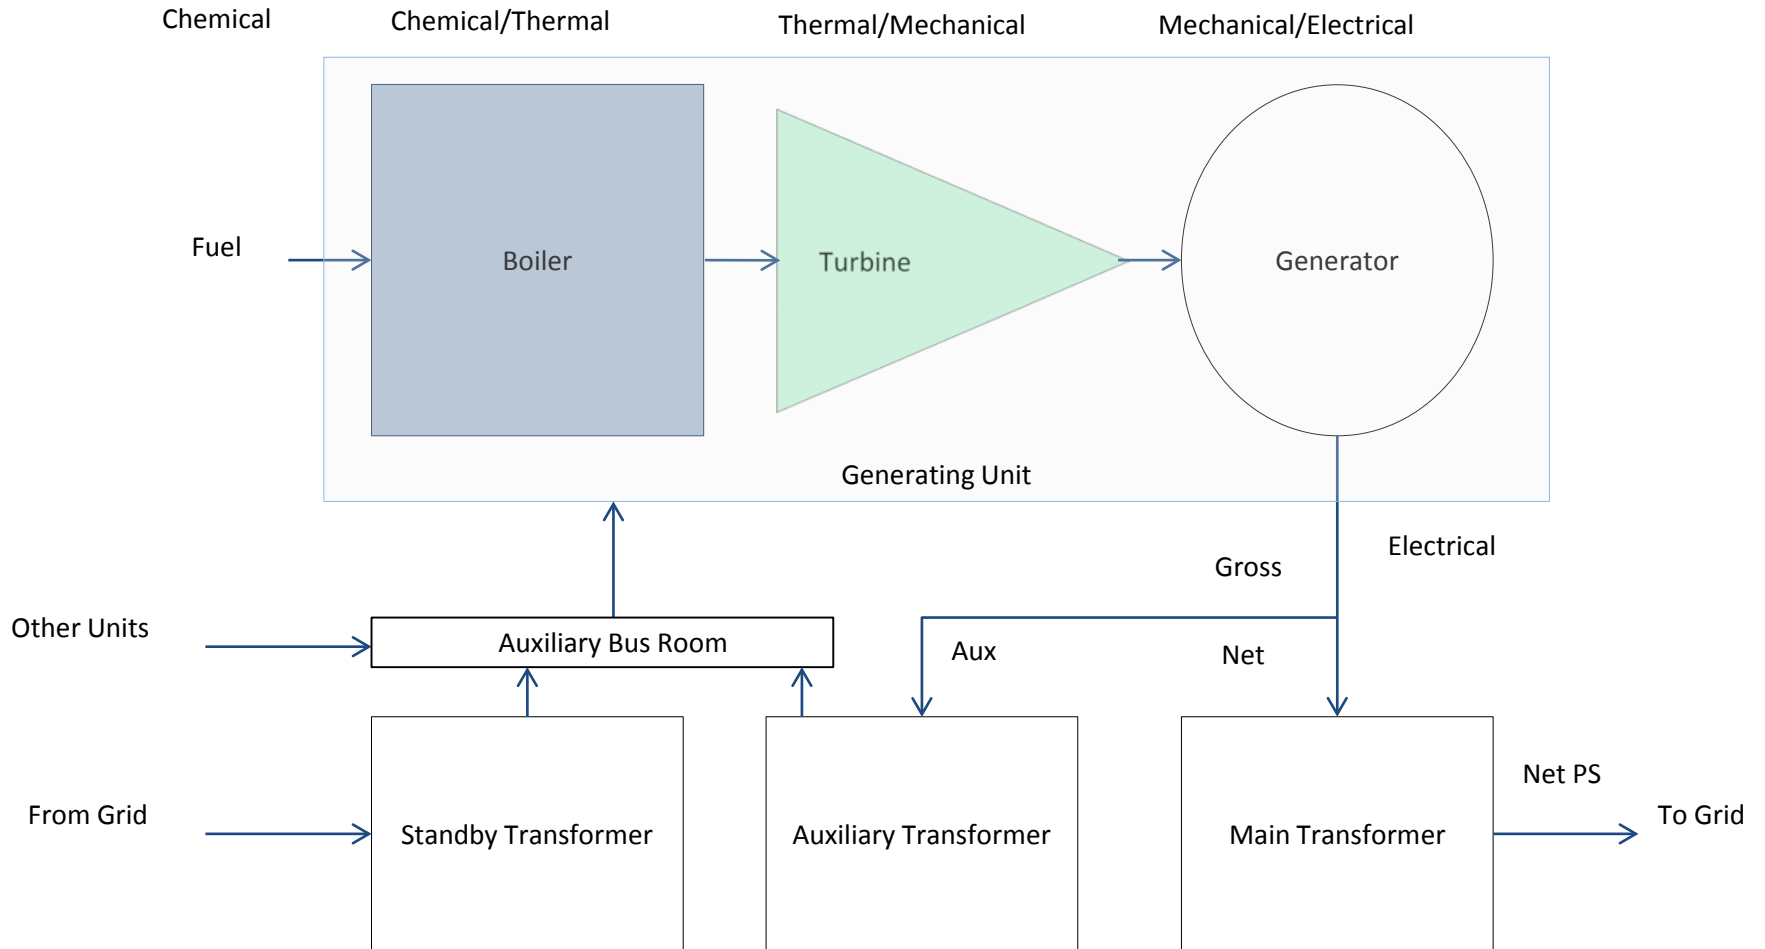 Chemical
Chemical/Thermal
Thermal/Mechanical
Mechanical/Electrical
Fuel
Boiler
Turbine
Generator
Generating Unit
Electrical
Gross
Other Units
Auxiliary Bus Room
Aux
Net
Net PS
From Grid
Standby Transformer
Auxiliary Transformer
Main Transformer
To Grid